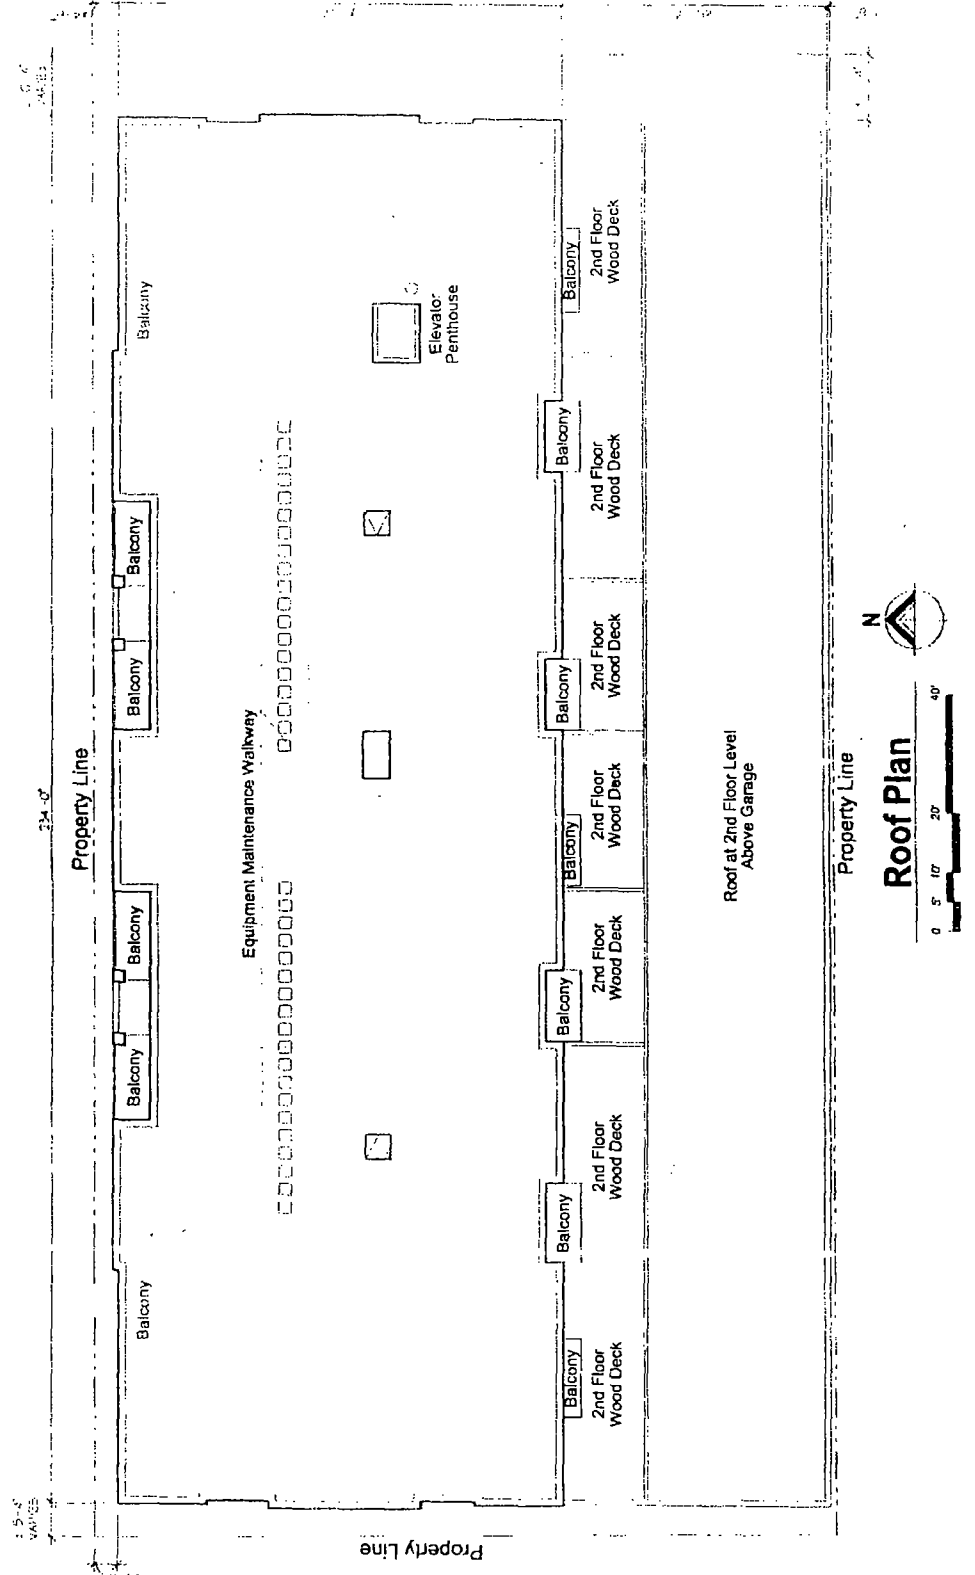 234'-0"
Property Line
Balcony
Balcony
Balcony
Balcony
Balcony
Balcony
Equipment Maintenance Walkway
Elevator
Penthouse
Balcony
Balcony
Balcony
Balcony
Balcony
Balcony
Balcony
2nd Floor
Wood Deck
2nd Floor
Wood Deck
2nd Floor
Wood Deck
2nd Floor
Wood Deck
2nd Floor
Wood Deck
2nd Floor
Wood Deck
2nd Floor
Wood Deck
Roof at 2nd Floor Level
Above Garage
Property Line
Property Line
Roof Plan
0 5' 10' 20' 40'
N